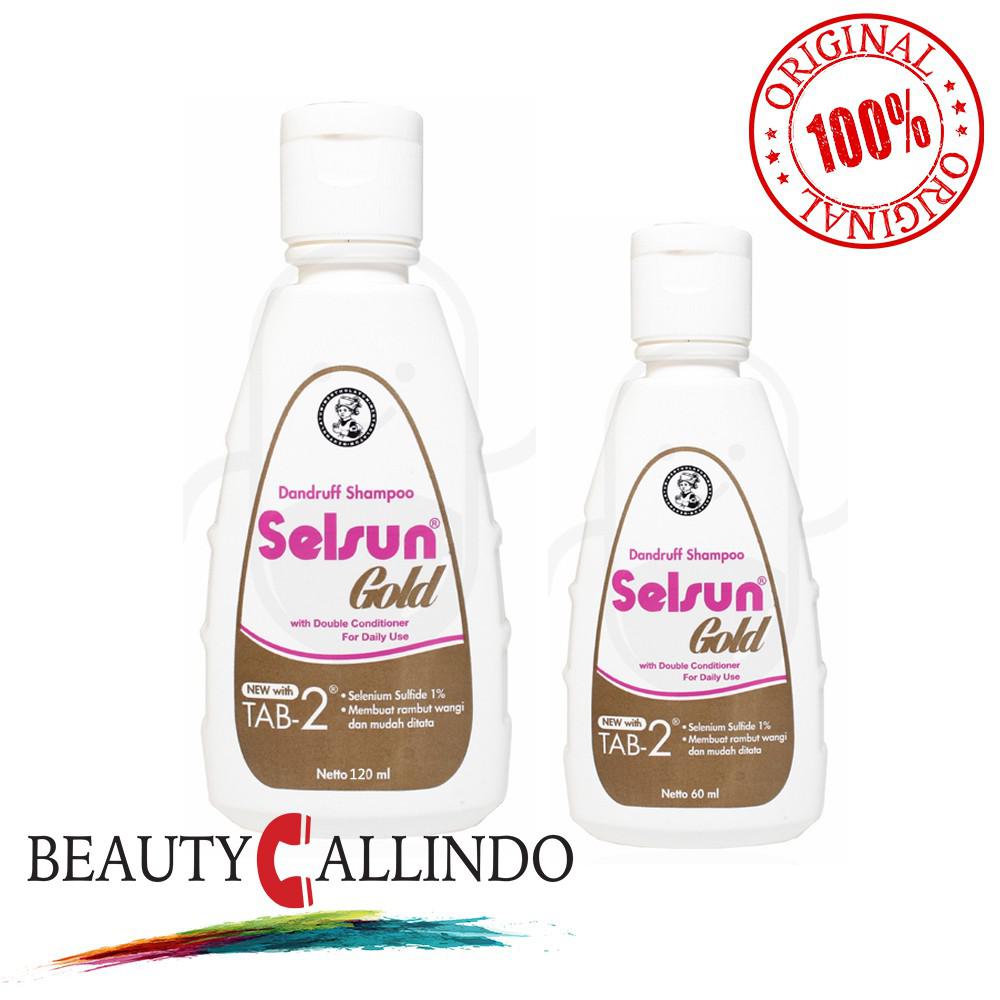 ORIGINAL
100%
ORIGINAL
Dandruff Shampoo
Selsun®
Gold
with Double Conditioner
For Daily Use
NEW with
TAB-2®
• Selenium Sulfide 1%
• Membuat rambut wangi
dan mudah ditata
Netto 120 ml
Dandruff Shampoo
Selsun®
Gold
with Double Conditioner
For Daily Use
NEW with
TAB-2®
• Selenium Sulfide 1%
• Membuat rambut wangi
dan mudah ditata
Netto 60 ml
BEAUTYCALLINDO